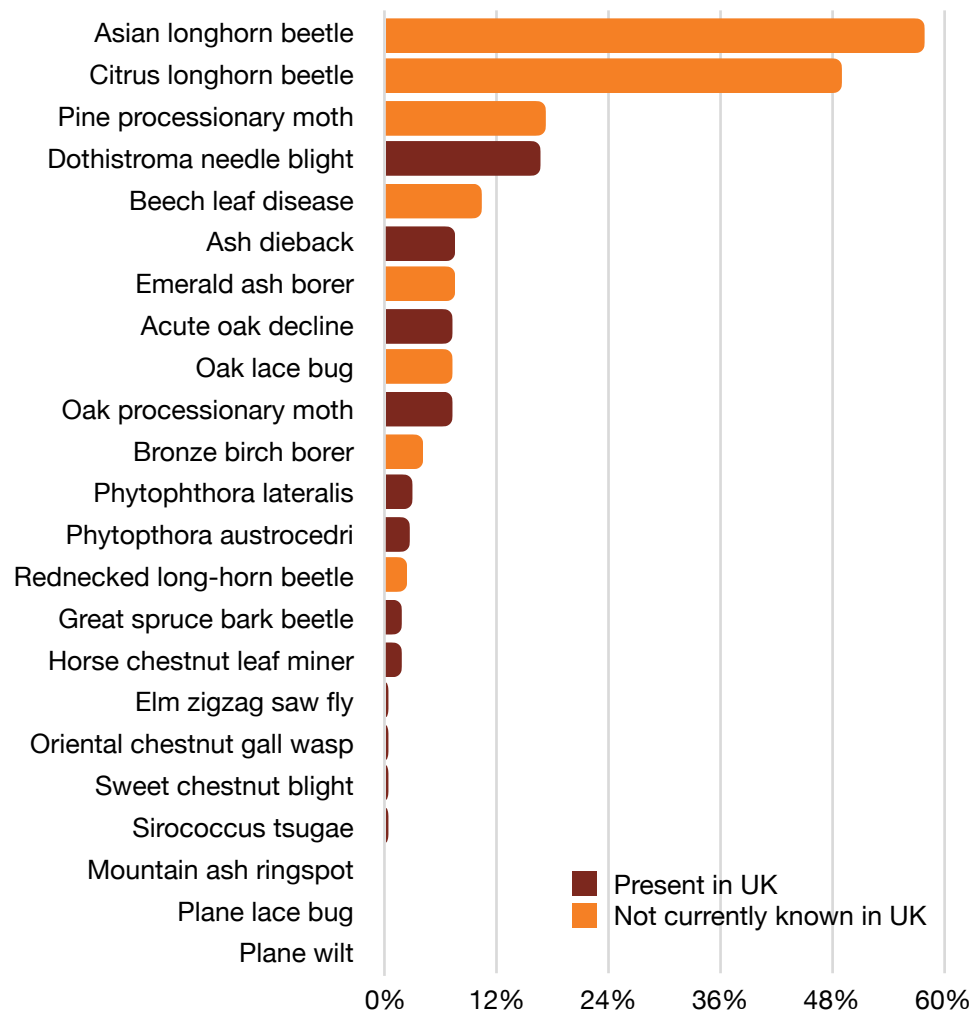 Asian longhorn beetle
Citrus longhorn beetle
Pine processionary moth
Dothistroma needle blight
Beech leaf disease
Ash dieback
Emerald ash borer
Acute oak decline
Oak lace bug
Oak processionary moth
Bronze birch borer
Phytophthora lateralis
Phytopthora austrocedri
Rednecked long-horn beetle
Great spruce bark beetle
Horse chestnut leaf miner
Elm zigzag saw fly
Oriental chestnut gall wasp
Sweet chestnut blight
Sirococcus tsugae
Mountain ash ringspot
Plane lace bug
Plane wilt
Present in UK
Not currently known in UK
0% 12% 24% 36% 48% 60%